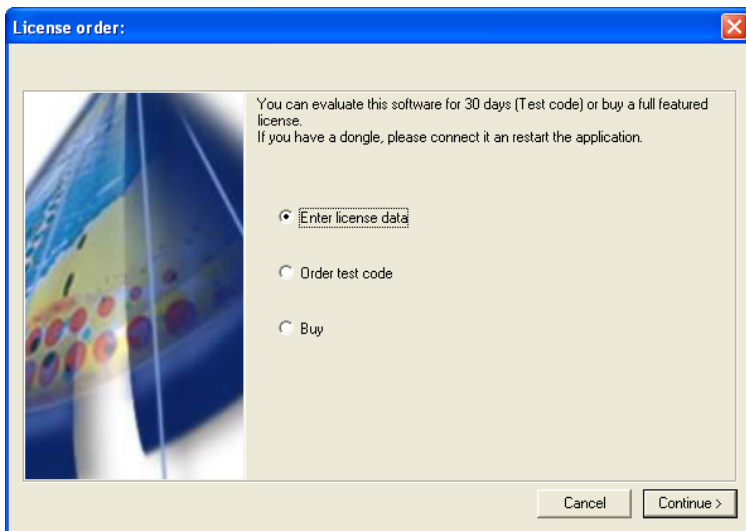 License order:
You can evaluate this software for 30 days (Test code) or buy a full featured
license.
If you have a dongle, please connect it an restart the application.
Enter license data
Order test code
Buy
Cancel
Continue >